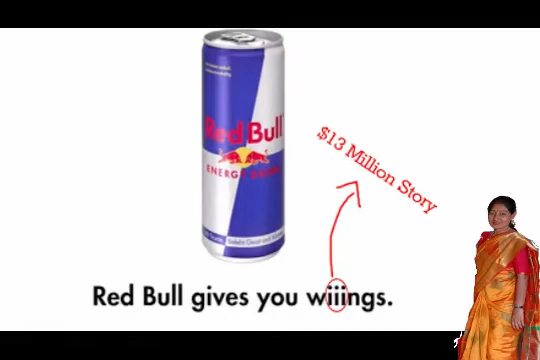 Red Bull
ENERGY DRINK
$13 Million Story
Red Bull gives you wiiings.